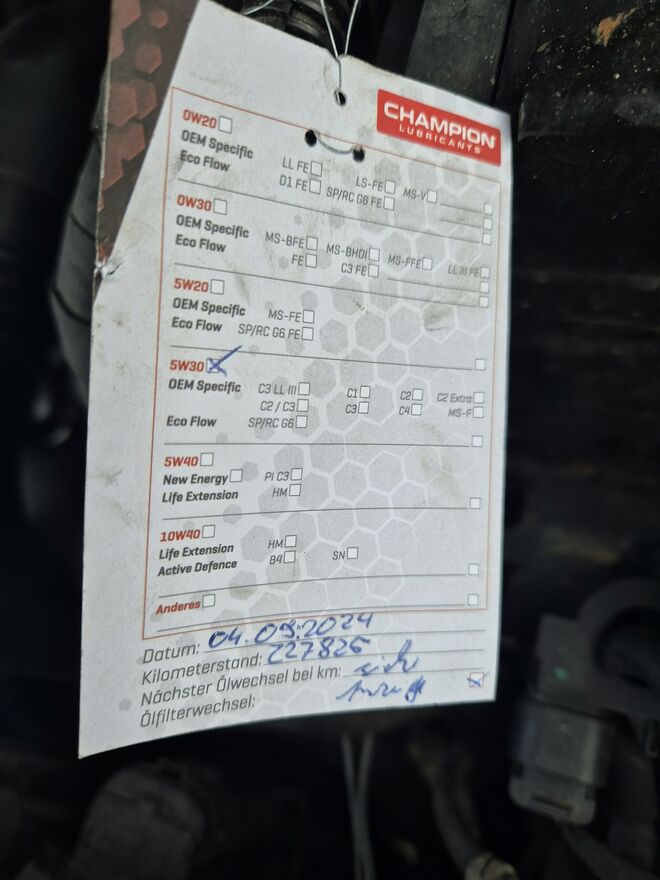 CHAMPION
LUBRICANTS
0W20
OEM Specific
Eco Flow
LL FE LS-FE MS-V
D1 FE SP/RC G6 FE
0W30
OEM Specific
Eco Flow
MS-BFE MS-BHDI MS-FFE LL III FE
FE C3 FE
5W20
OEM Specific MS-FE
Eco Flow SP/RC G6 FE
5W30
OEM Specific C3 LL III C1 C2 C2 Extra
C2 / C3 C3 C4 MS-F
Eco Flow SP/RC G6
5W40
New Energy PI C3
Life Extension HM
10W40
Life Extension HM
Active Defence B4 SN
Anderes
Datum: 04.09.2024
Kilometerstand: 227826
Nächster Ölwechsel bei km: siehe
Ölfilterwechsel: